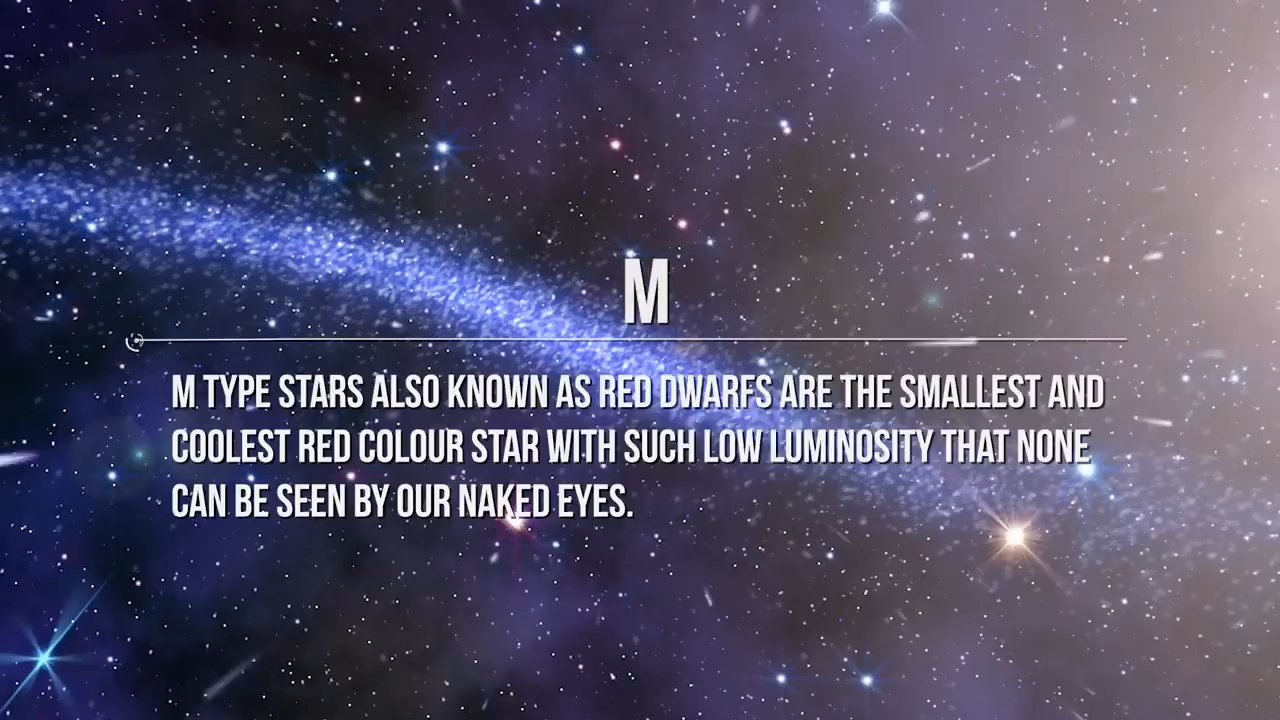 M
M TYPE STARS ALSO KNOWN AS RED DWARFS ARE THE SMALLEST AND
COOLEST RED COLOUR STAR WITH SUCH LOW LUMINOSITY THAT NONE
CAN BE SEEN BY OUR NAKED EYES.